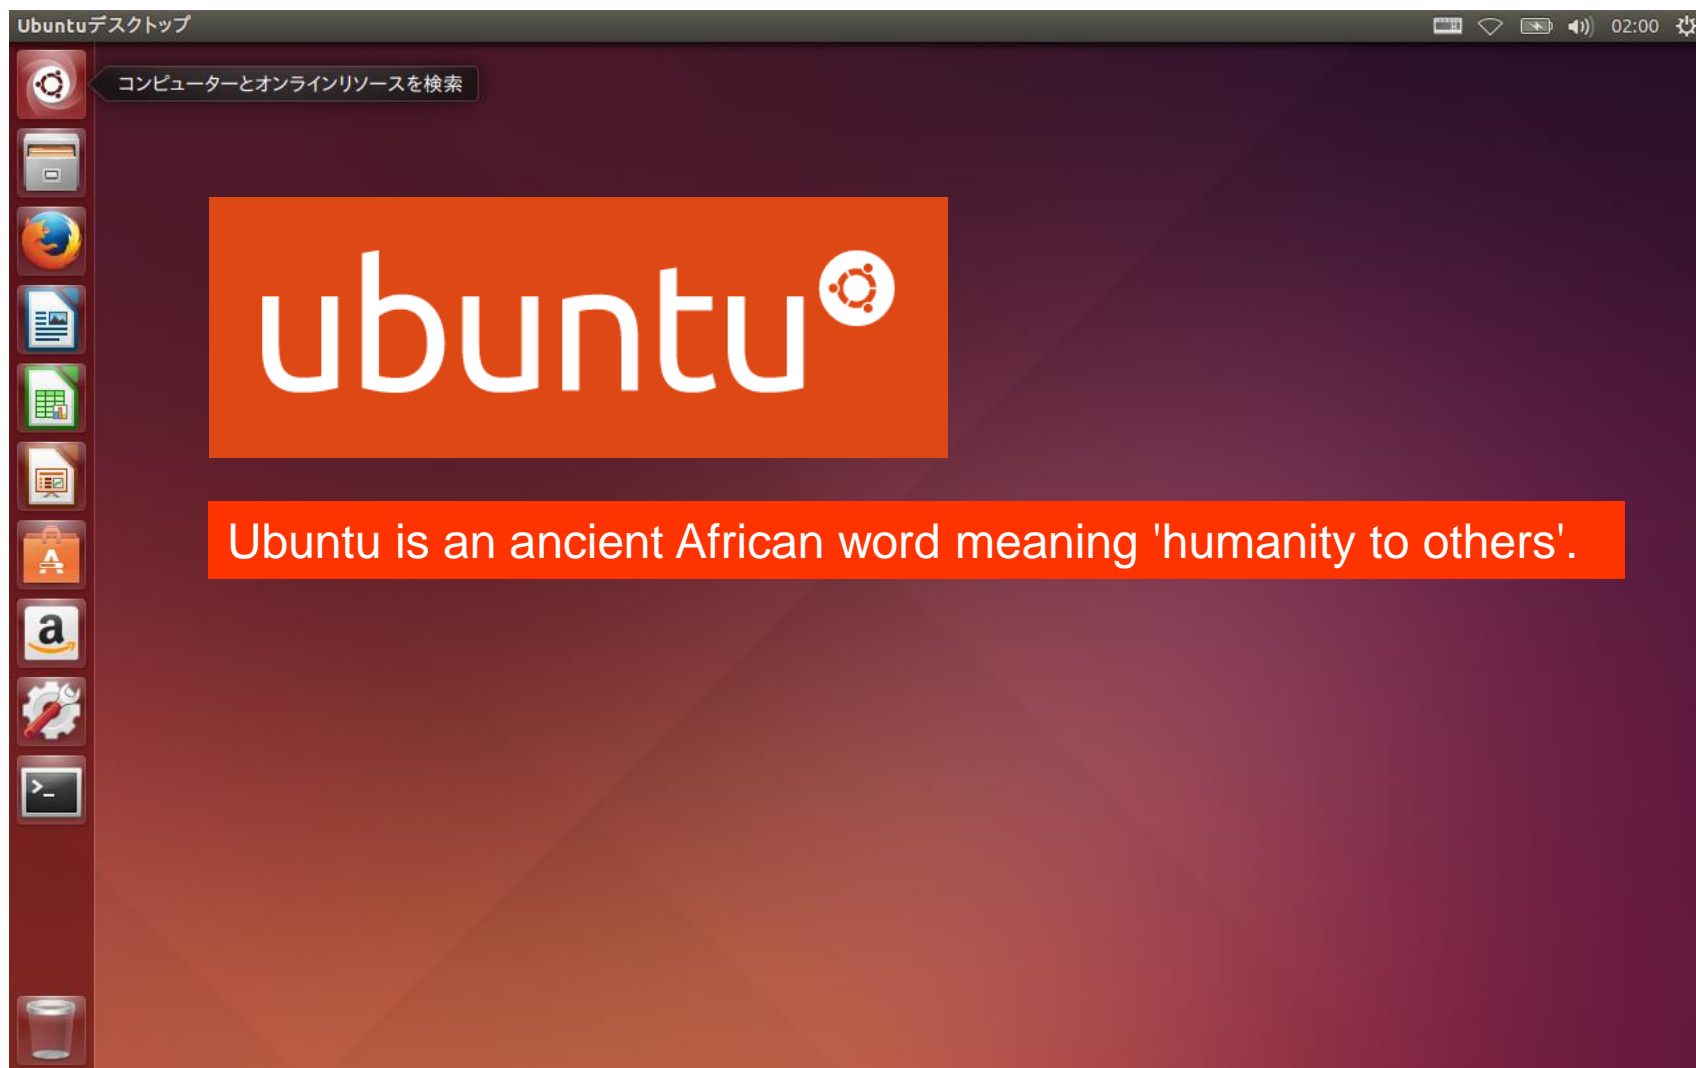 Ubuntuデスクトップ
02:00
コンピューターとオンラインリソースを検索
ubuntu
Ubuntu is an ancient African word meaning 'humanity to others'.
A
a
>_